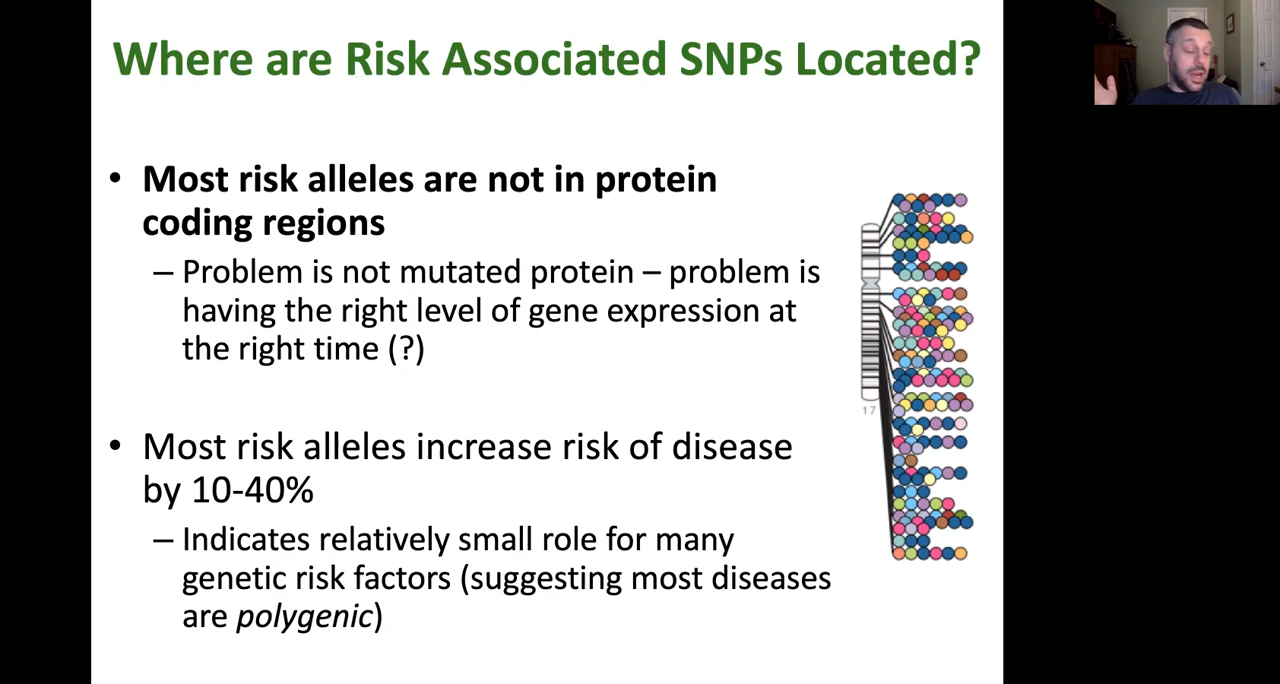 Where are Risk Associated SNPs Located?
• Most risk alleles are not in protein
coding regions
– Problem is not mutated protein – problem is
having the right level of gene expression at
the right time (?)
• Most risk alleles increase risk of disease
by 10-40%
– Indicates relatively small role for many
genetic risk factors (suggesting most diseases
are polygenic)
17